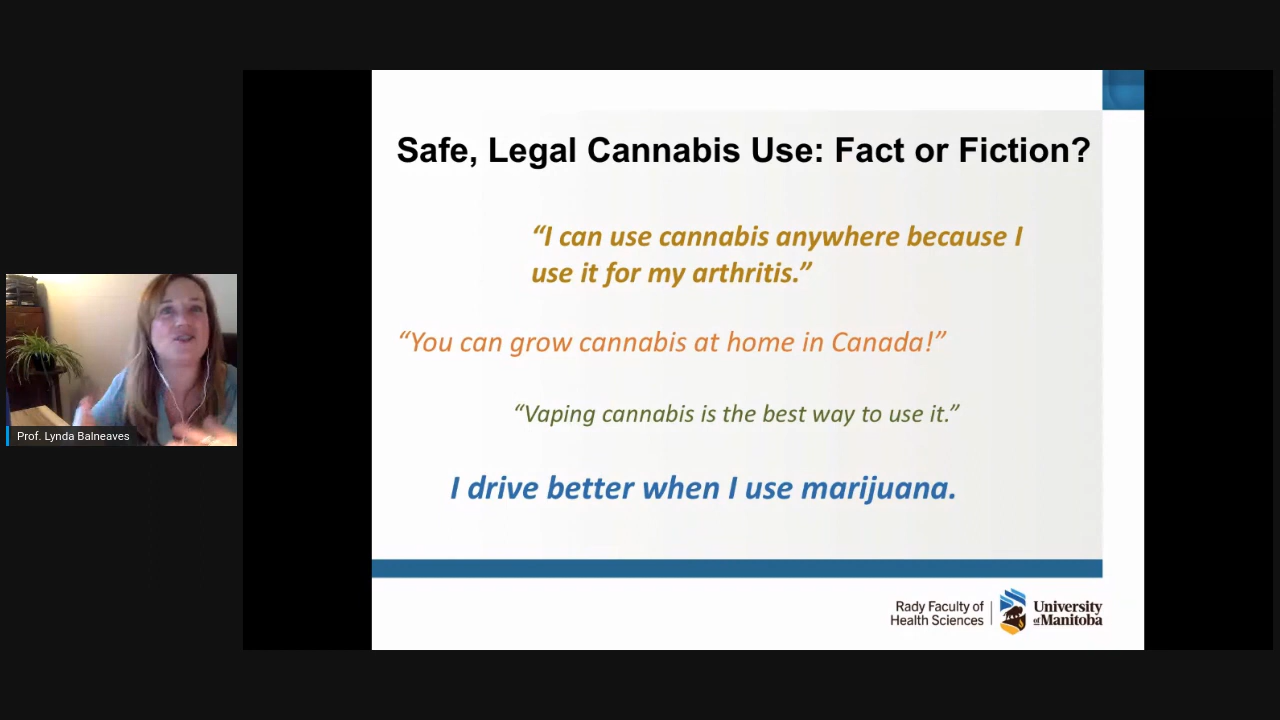 Safe, Legal Cannabis Use: Fact or Fiction?
“I can use cannabis anywhere because I
use it for my arthritis.”
“You can grow cannabis at home in Canada!”
“Vaping cannabis is the best way to use it.”
I drive better when I use marijuana.
Prof. Lynda Balneaves
Rady Faculty of
Health Sciences
University
of Manitoba